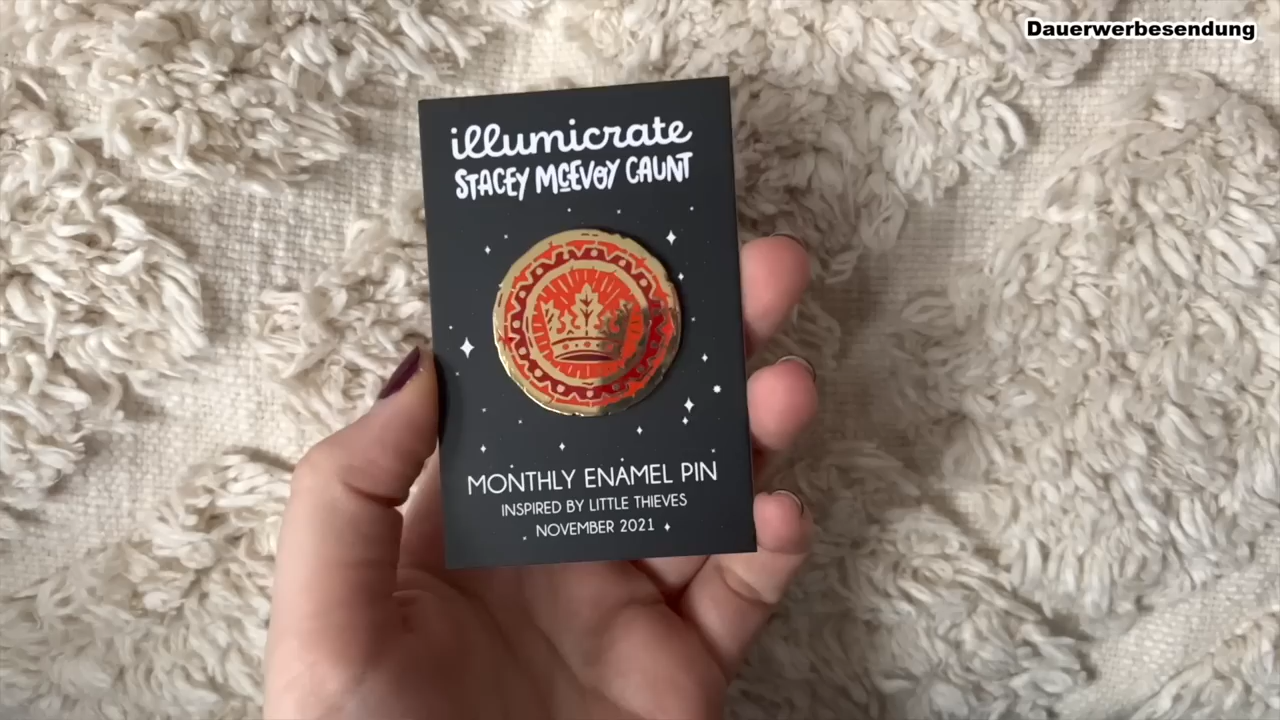 Dauerwerbesendung
illumicrate
STACEY McEVOY CAUNT
MONTHLY ENAMEL PIN
INSPIRED BY LITTLE THIEVES
NOVEMBER 2021